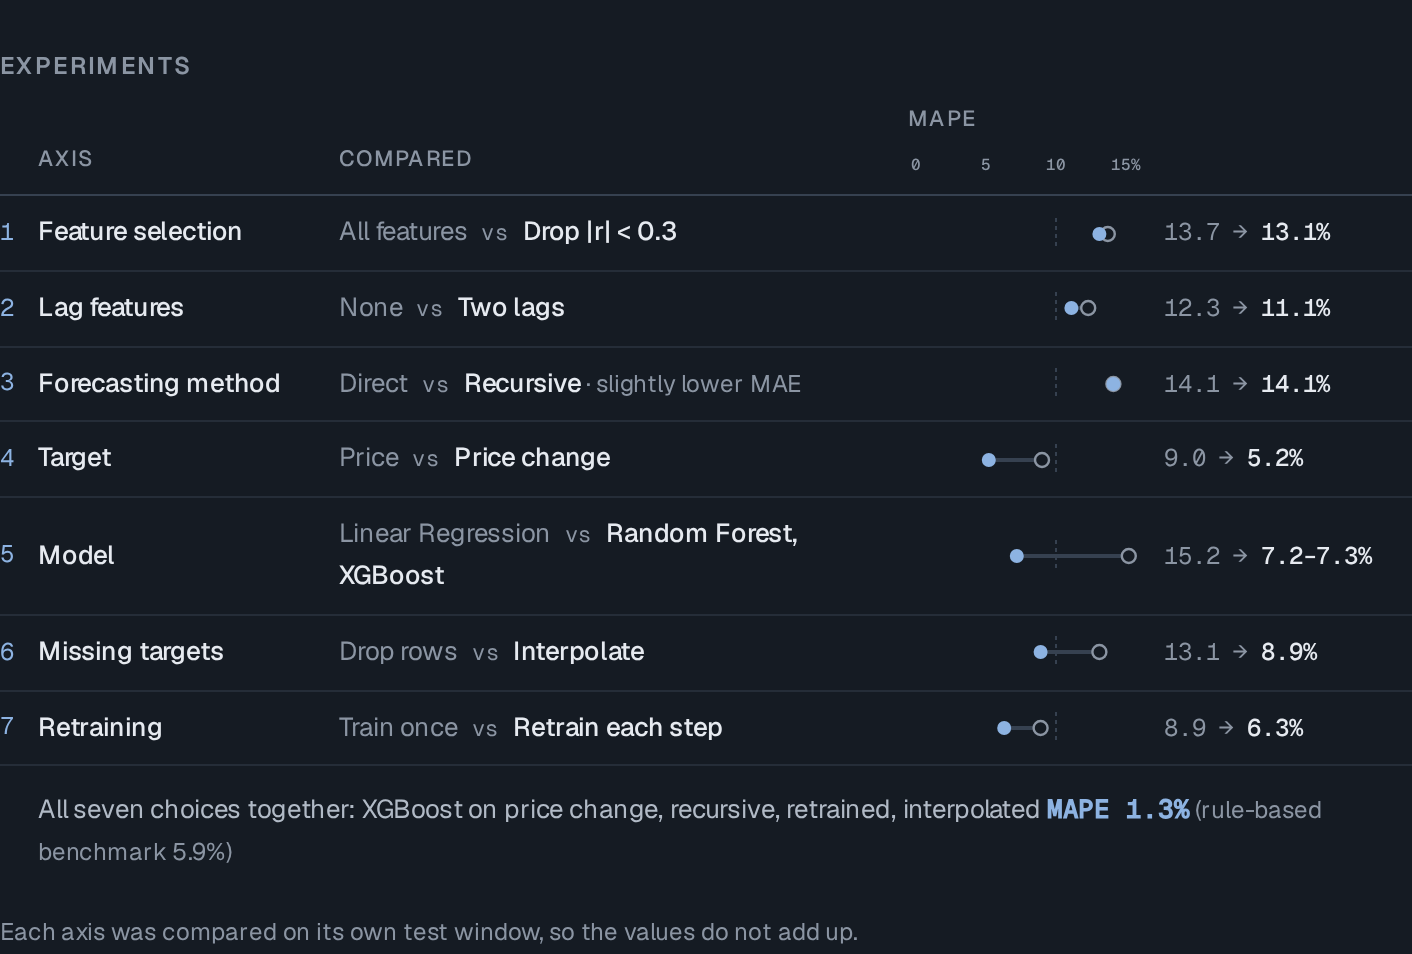 EXPERIMENTS
MAPE
AXIS COMPARED 0 5 10 15%
1 Feature selection All features vs Drop |r| < 0.3 13.7 → 13.1%
2 Lag features None vs Two lags 12.3 → 11.1%
3 Forecasting method Direct vs Recursive · slightly lower MAE 14.1 → 14.1%
4 Target Price vs Price change 9.0 → 5.2%
5 Model Linear Regression vs Random Forest, 15.2 → 7.2–7.3%
XGBoost
6 Missing targets Drop rows vs Interpolate 13.1 → 8.9%
7 Retraining Train once vs Retrain each step 8.9 → 6.3%
All seven choices together: XGBoost on price change, recursive, retrained, interpolated MAPE 1.3% (rule-based
benchmark 5.9%)
Each axis was compared on its own test window, so the values do not add up.